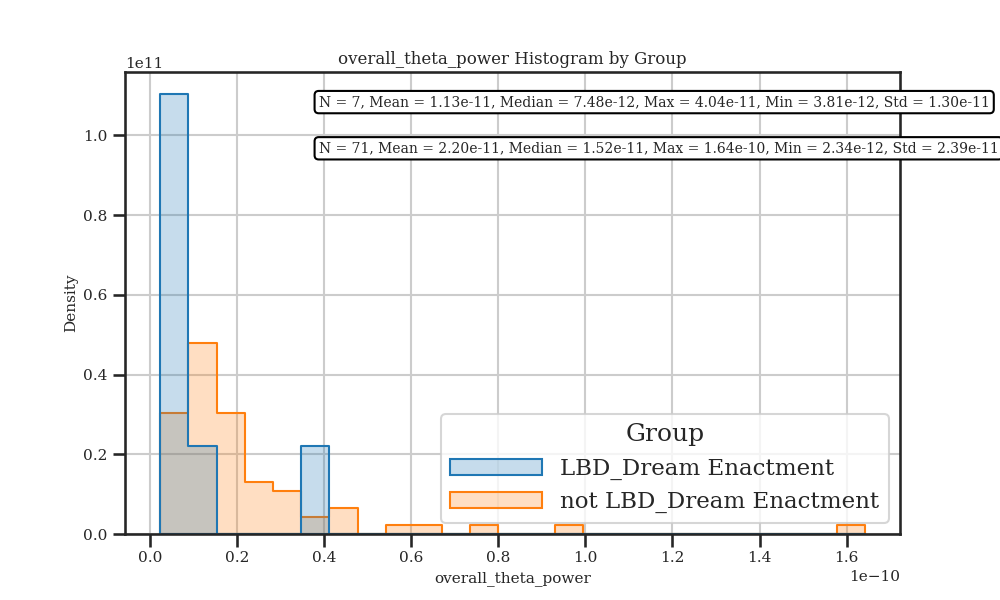 overall_theta_power Histogram by Group
1e11
N = 7, Mean = 1.13e-11, Median = 7.48e-12, Max = 4.04e-11, Min = 3.81e-12, Std = 1.30e-11
N = 71, Mean = 2.20e-11, Median = 1.52e-11, Max = 1.64e-10, Min = 2.34e-12, Std = 2.39e-11
1.0
0.8
0.6
0.4
0.2
0.0
Density
Group
LBD_Dream Enactment
not LBD_Dream Enactment
0.0 0.2 0.4 0.6 0.8 1.0 1.2 1.4 1.6
overall_theta_power
1e−10